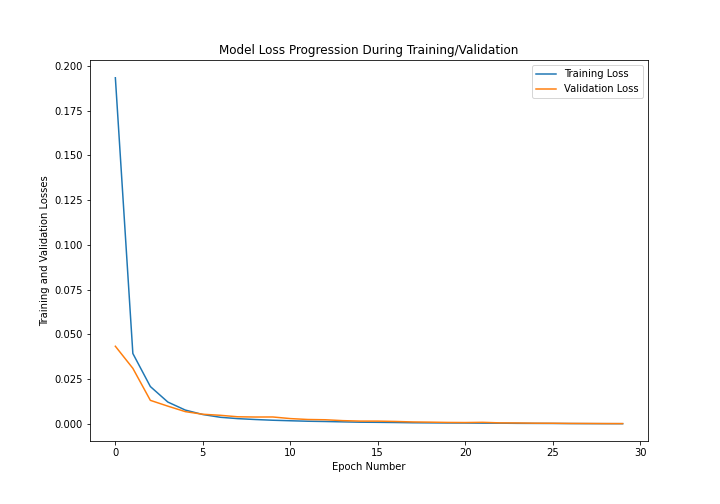 Model Loss Progression During Training/Validation
Training Loss
Validation Loss
Training and Validation Losses
0.200
0.175
0.150
0.125
0.100
0.075
0.050
0.025
0.000
0 5 10 15 20 25 30
Epoch Number